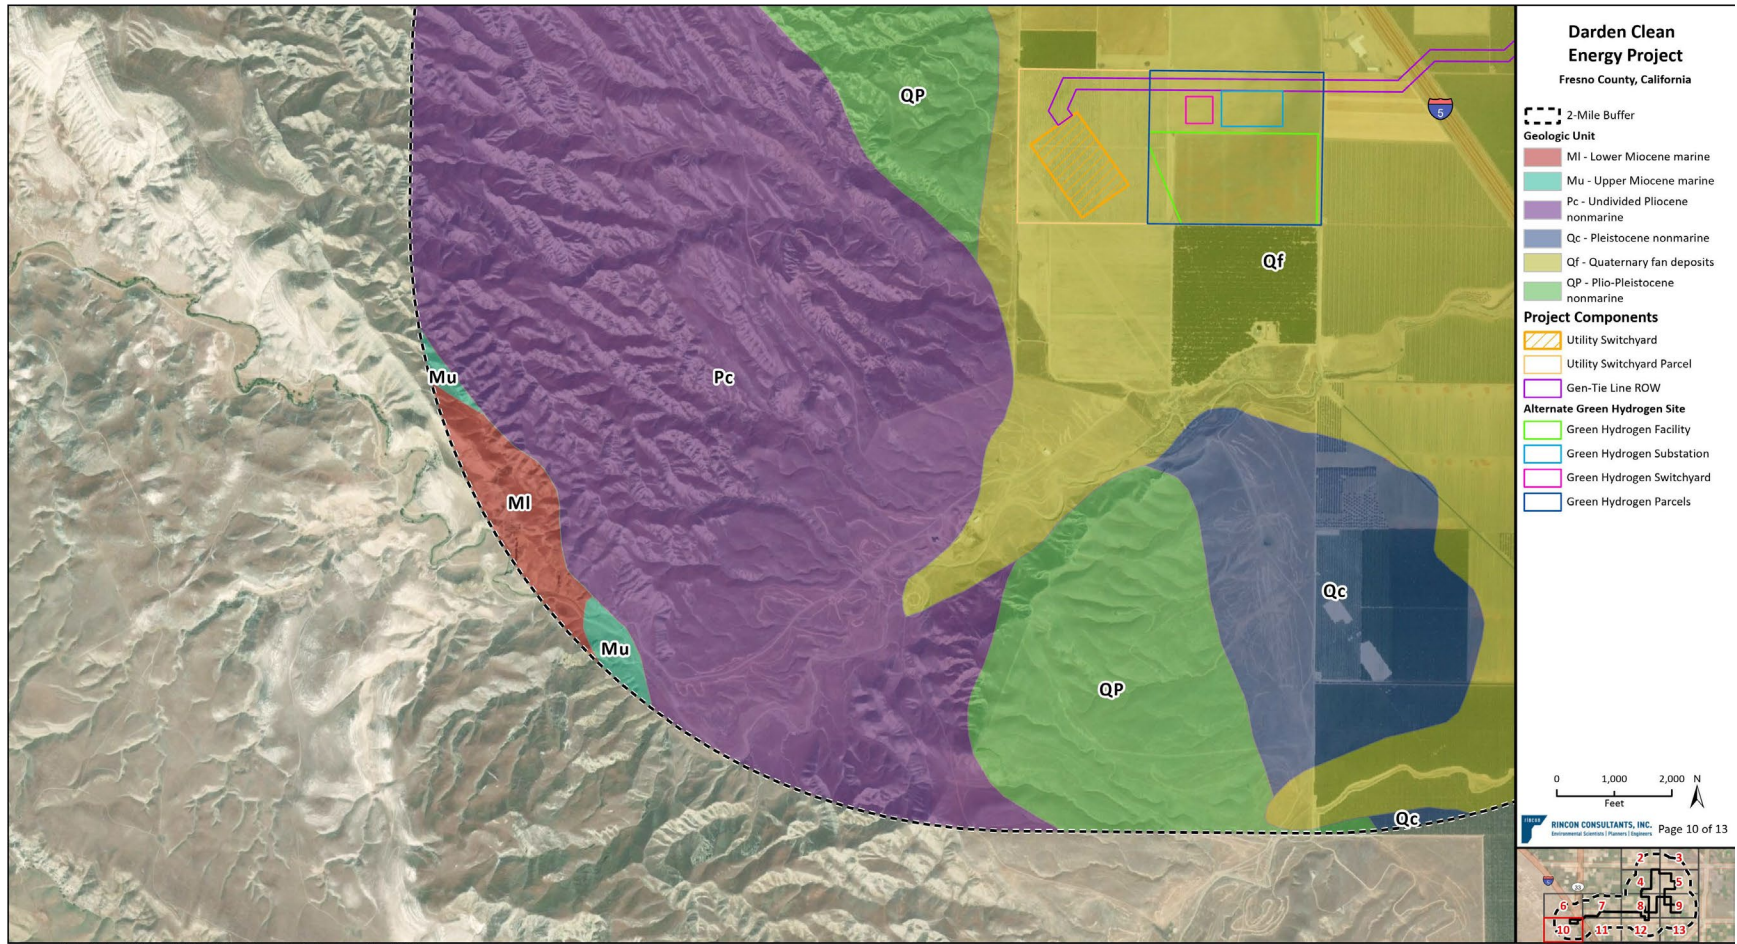 Darden Clean
Energy Project
Fresno County, California
2-Mile Buffer
Geologic Unit
Ml - Lower Miocene marine
Mu - Upper Miocene marine
Pc - Undivided Pliocene
nonmarine
Qc - Pleistocene nonmarine
Qf - Quaternary fan deposits
QP - Plio-Pleistocene
nonmarine
Project Components
Utility Switchyard
Utility Switchyard Parcel
Gen-Tie Line ROW
Alternate Green Hydrogen Site
Green Hydrogen Facility
Green Hydrogen Substation
Green Hydrogen Switchyard
Green Hydrogen Parcels
0 1,000 2,000 N
Feet
RINCON
RINCON CONSULTANTS, INC.
Environmental Scientists | Planners | Engineers
Page 10 of 13
QP
5
Qf
Mu
Pc
Ml
Qc
Mu
QP
Qc
2 3
33
4 5
6 7 8 9
10 11 12 13